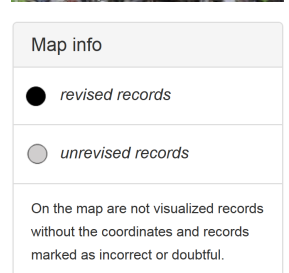 Map info
revised records
unrevised records
On the map are not visualized records
without the coordinates and records
marked as incorrect or doubtful.